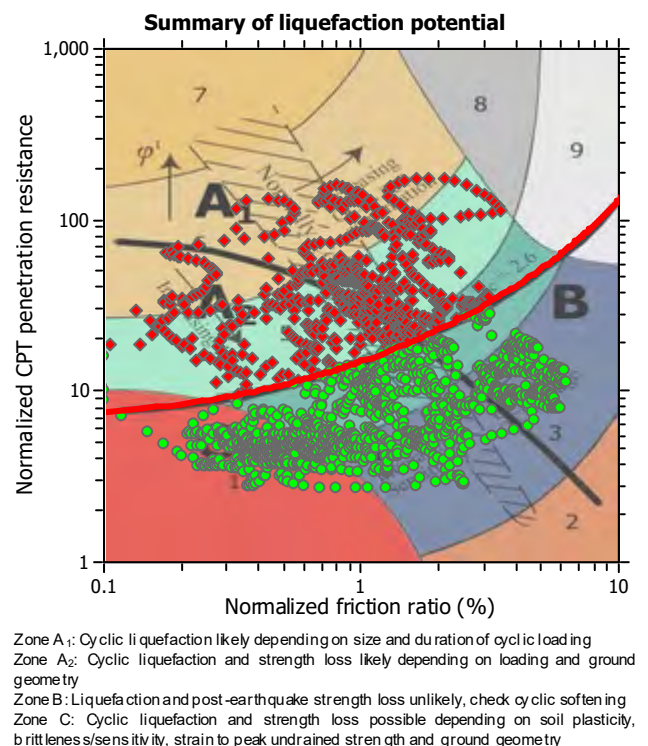 Summary of liquefaction potential
1,000
7
8
9
φ'
A1
100
A2
2.6
B
10
3
1
2
1
0.1
1
10
Normalized CPT penetration resistance
Normalized friction ratio (%)
Zone A1: Cyclic liquefaction likely depending on size and duration of cyclic loading
Zone A2: Cyclic liquefaction and strength loss likely depending on loading and ground
geometry
Zone B: Liquefaction and post-earthquake strength loss unlikely, check cyclic softening
Zone C: Cyclic liquefaction and strength loss possible depending on soil plasticity,
brittleness/sensitivity, strain to peak undrained strength and ground geometry